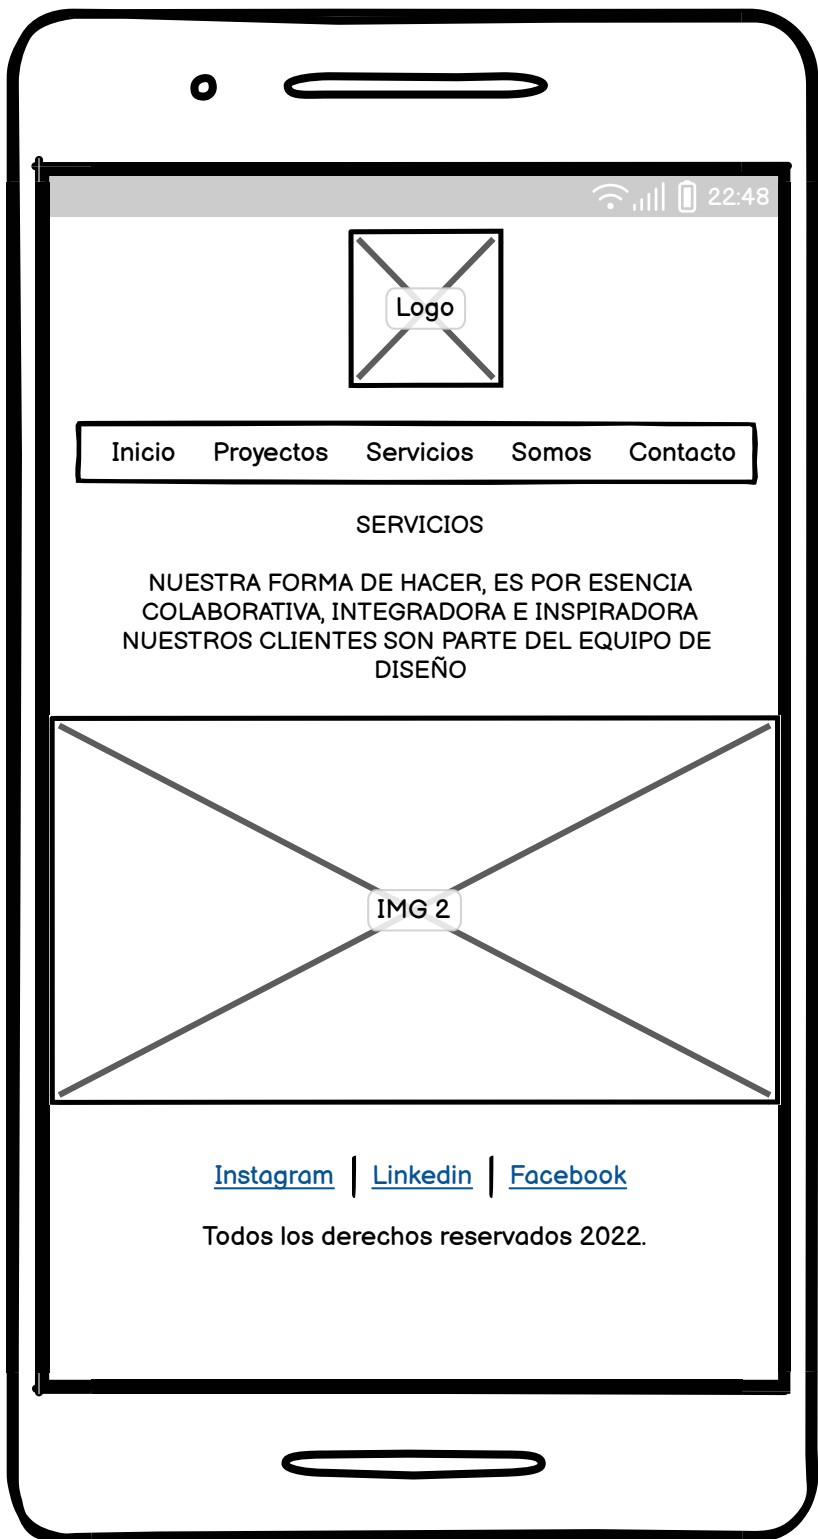 22:48
Logo
Inicio Proyectos Servicios Somos Contacto
SERVICIOS
NUESTRA FORMA DE HACER, ES POR ESENCIA
COLABORATIVA, INTEGRADORA E INSPIRADORA
NUESTROS CLIENTES SON PARTE DEL EQUIPO DE
DISEÑO
IMG 2
Instagram Linkedin Facebook
Todos los derechos reservados 2022.